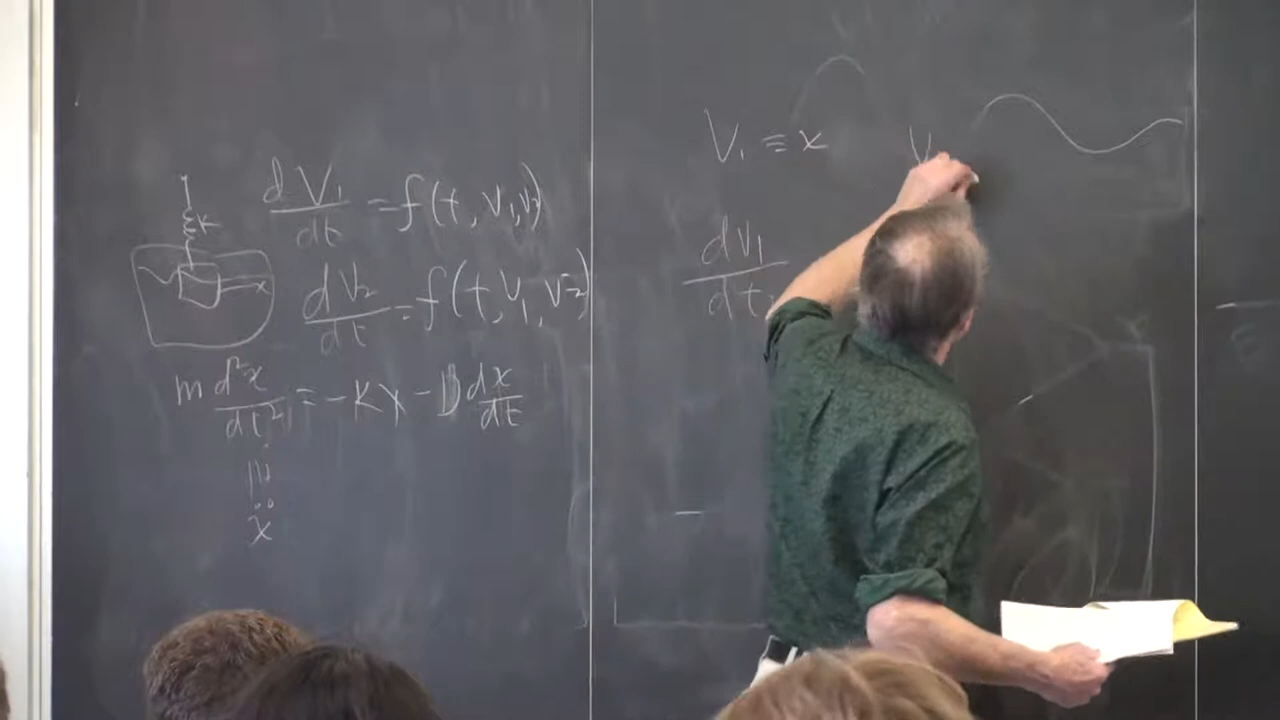 K
dV₁/dt = f(t, V₁, V₂)
dV₂/dt = f(t, V₁, V₂)
m d²x/dt² = -Kx - D dx/dt
ẍ
V₁ ≡ x
V
dV₁/dt